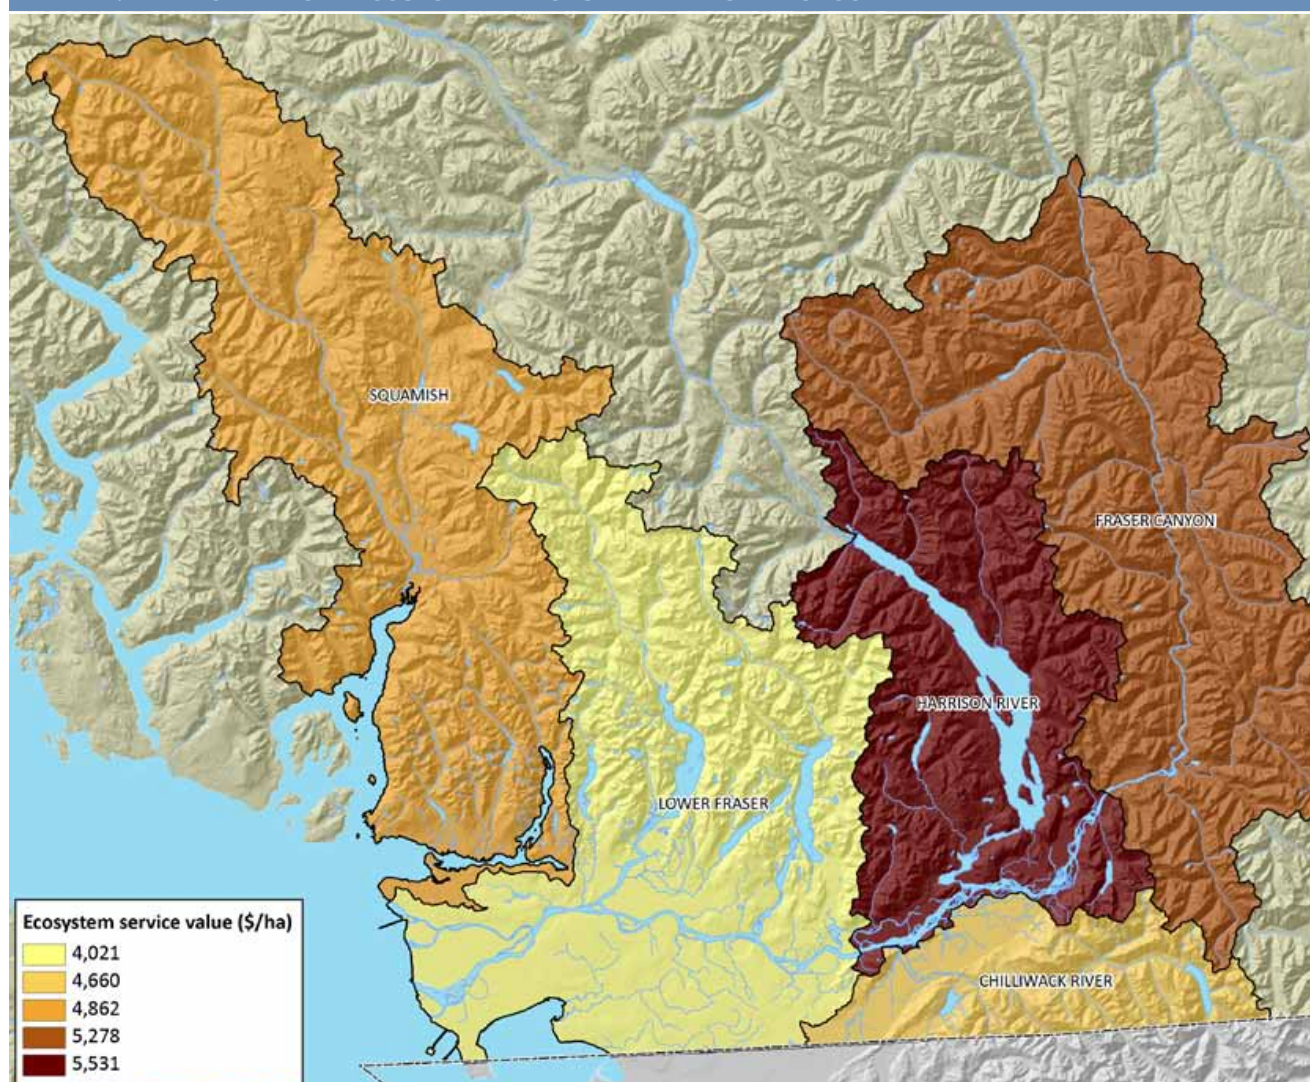 SQUAMISH
FRASER CANYON
HARRISON RIVER
LOWER FRASER
CHILLIWACK RIVER
Ecosystem service value ($/ha)
4,021
4,660
4,862
5,278
5,531